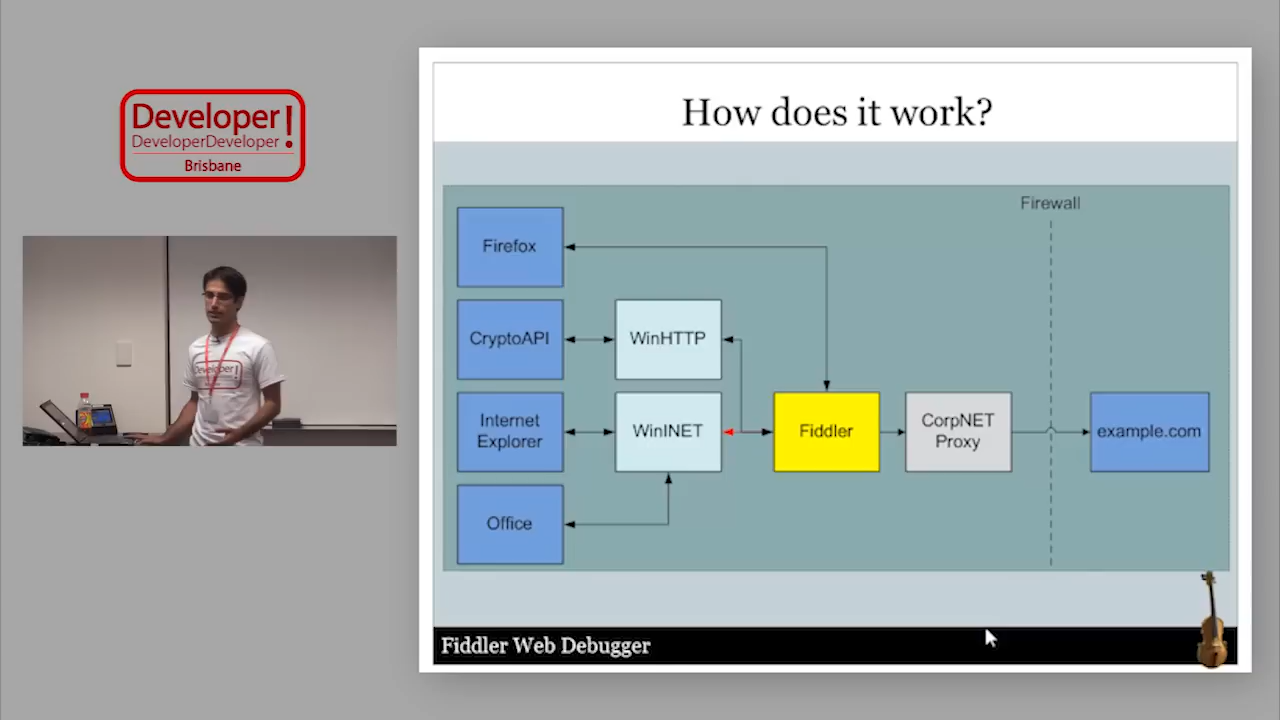 Developer!
DeveloperDeveloper
Brisbane
Developer!
How does it work?
Firewall
Firefox
CryptoAPI
WinHTTP
Internet
Explorer
WinINET
Fiddler
CorpNET
Proxy
example.com
Office
Fiddler Web Debugger